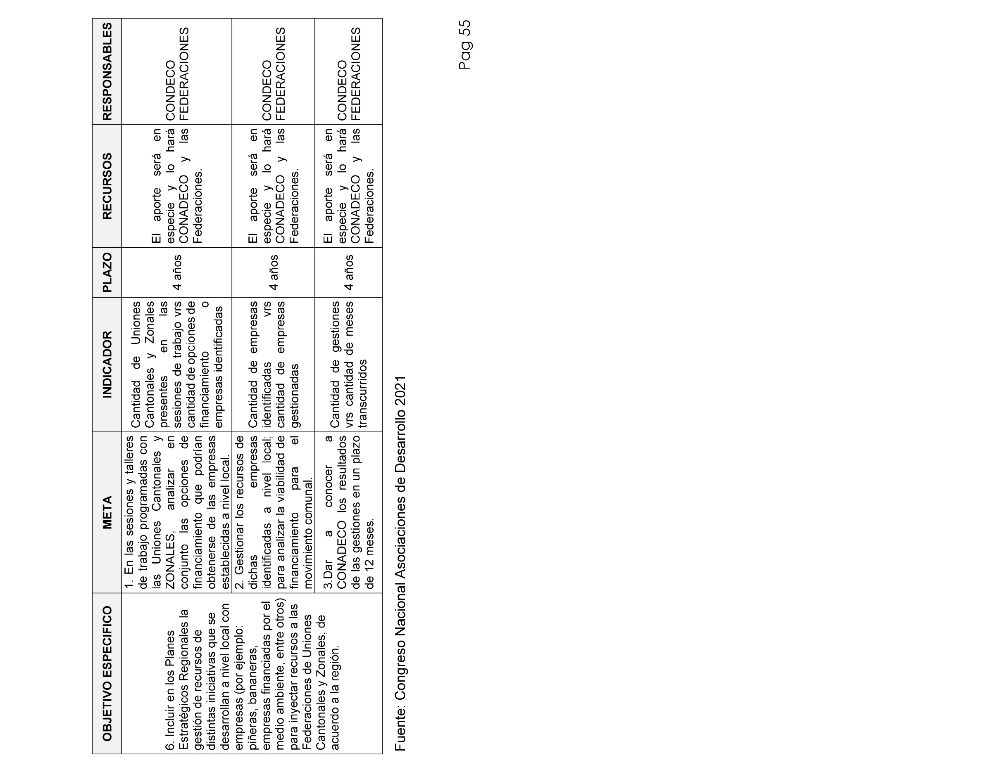 OBJETIVO ESPECIFICO
META
INDICADOR
PLAZO
RECURSOS
RESPONSABLES
6. Incluir en los Planes
Estratégicos Regionales la
gestión de recursos de
distintas iniciativas que se
desarrollan a nivel local con
empresas (por ejemplo:
piñeras, bananeras,
empresas financiadas por el
medio ambiente, entre otros)
para inyectar recursos a las
Federaciones de Uniones
Cantonales y Zonales, de
acuerdo a la región.
1. En las sesiones y talleres
de trabajo programadas con
las Uniones Cantonales y
ZONALES, analizar en
conjunto las opciones de
financiamiento que podrían
obtenerse de las empresas
establecidas a nivel local.
Cantidad de Uniones
Cantonales y Zonales
presentes en las
sesiones de trabajo vrs
cantidad de opciones de
financiamiento o
empresas identificadas
4 años
El aporte será en
especie y lo hará
CONADECO y las
Federaciones.
CONDECO
FEDERACIONES
2. Gestionar los recursos de
dichas empresas
identificadas a nivel local;
para analizar la viabilidad de
financiamiento para el
movimiento comunal.
Cantidad de empresas
identificadas vrs
cantidad de empresas
gestionadas
4 años
El aporte será en
especie y lo hará
CONADECO y las
Federaciones.
CONDECO
FEDERACIONES
3.Dar a conocer a
CONADECO los resultados
de las gestiones en un plazo
de 12 meses.
Cantidad de gestiones
vrs cantidad de meses
transcurridos
4 años
El aporte será en
especie y lo hará
CONADECO y las
Federaciones.
CONDECO
FEDERACIONES
Fuente: Congreso Nacional Asociaciones de Desarrollo 2021
Pag 55